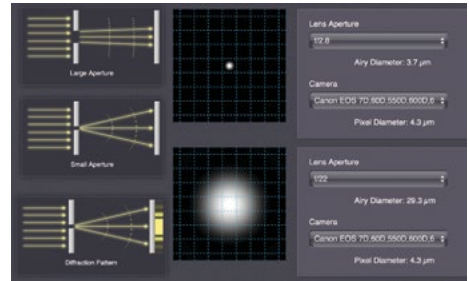 Large Aperture
Small Aperture
Diffraction Pattern
Lens Aperture
f/2.8
Airy Diameter: 3.7 µm
Camera
Canon EOS 7D,60D,550D,600D,6
Pixel Diameter: 4.3 µm
Lens Aperture
f/22
Airy Diameter: 29.3 µm
Camera
Canon EOS 7D,60D,550D,600D,6
Pixel Diameter: 4.3 µm